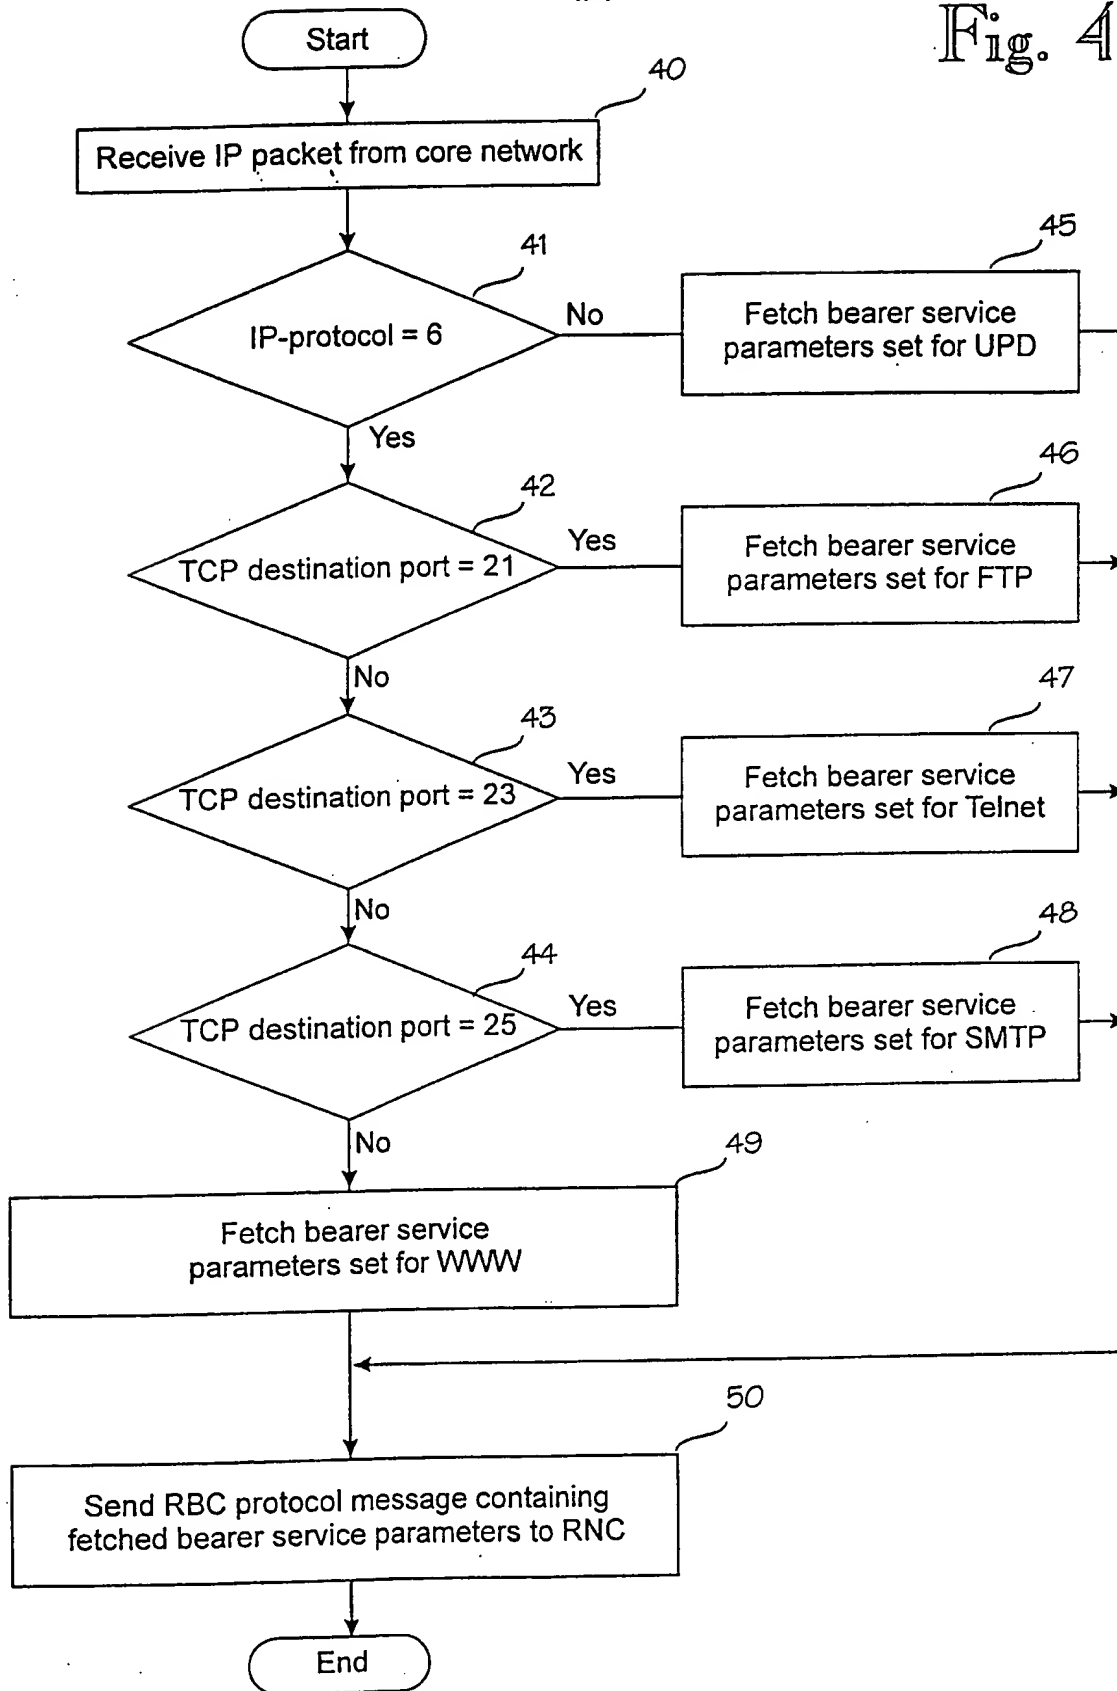 Fig. 4
Start
40
Receive IP packet from core network
41
IP-protocol = 6
No
45
Fetch bearer service
parameters set for UPD
Yes
42
TCP destination port = 21
Yes
46
Fetch bearer service
parameters set for FTP
No
43
TCP destination port = 23
Yes
47
Fetch bearer service
parameters set for Telnet
No
44
TCP destination port = 25
Yes
48
Fetch bearer service
parameters set for SMTP
No
49
Fetch bearer service
parameters set for WWW
50
Send RBC protocol message containing
fetched bearer service parameters to RNC
End